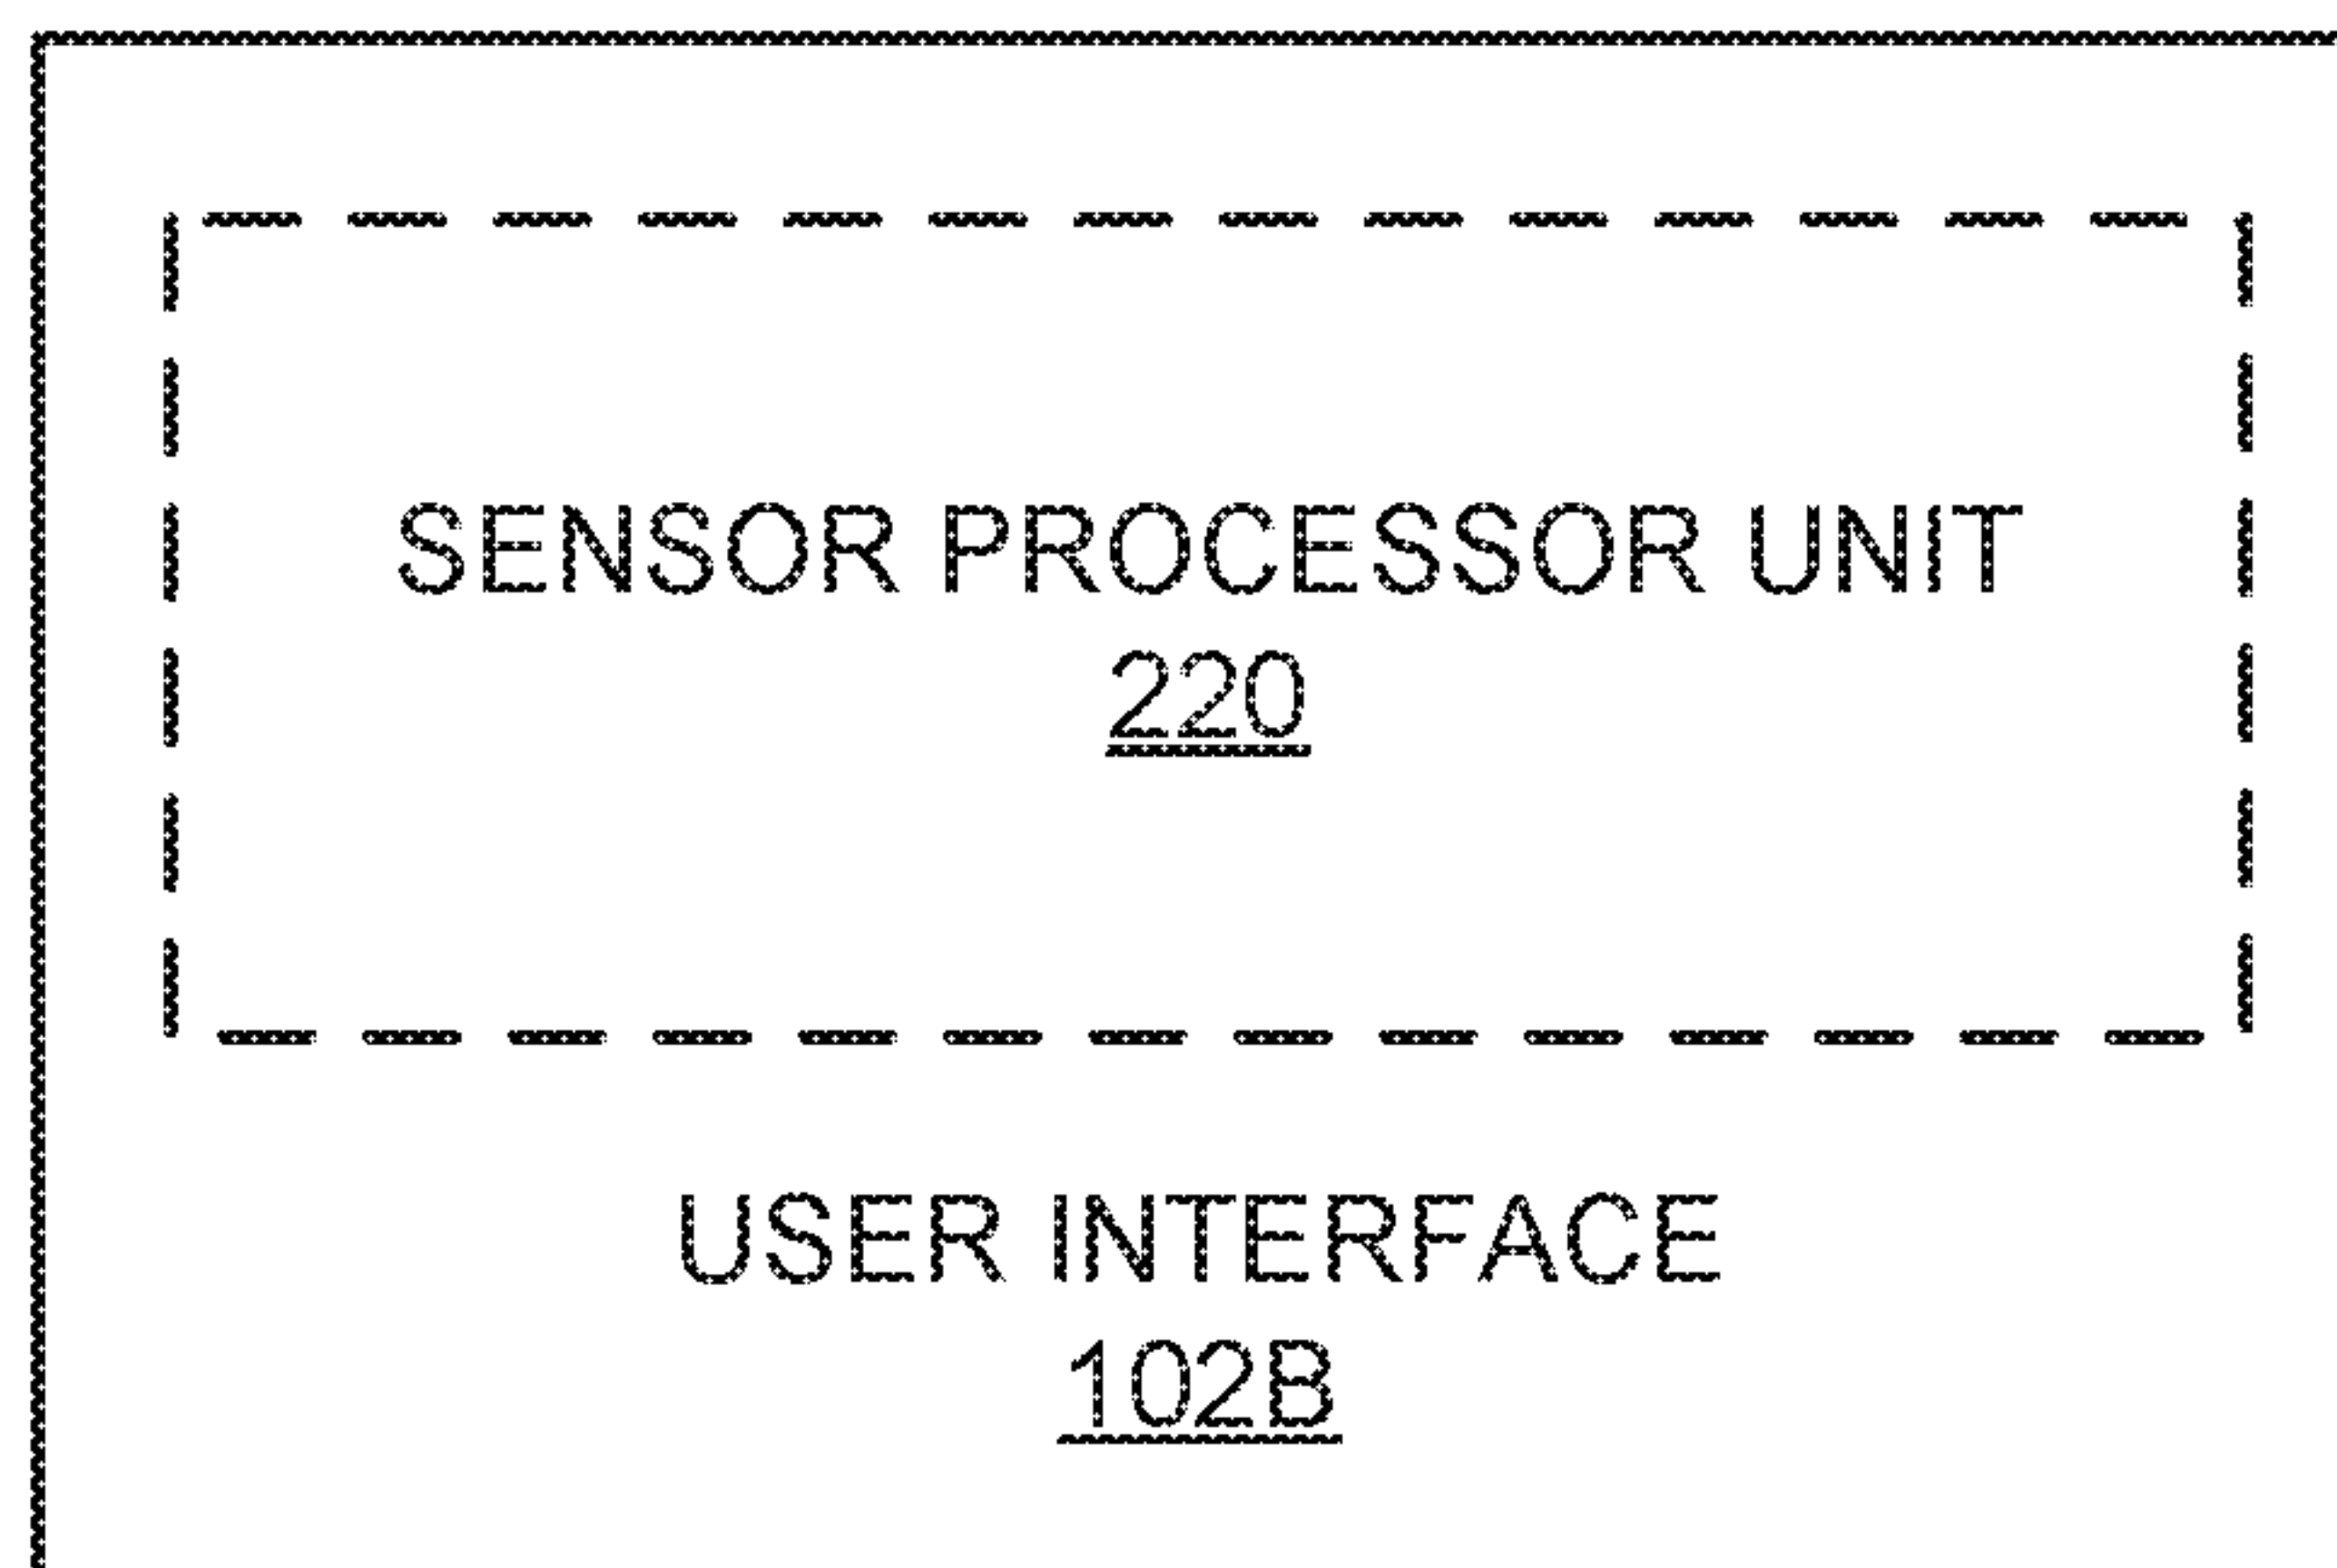 SENSOR PROCESSOR UNIT
220
USER INTERFACE
102B